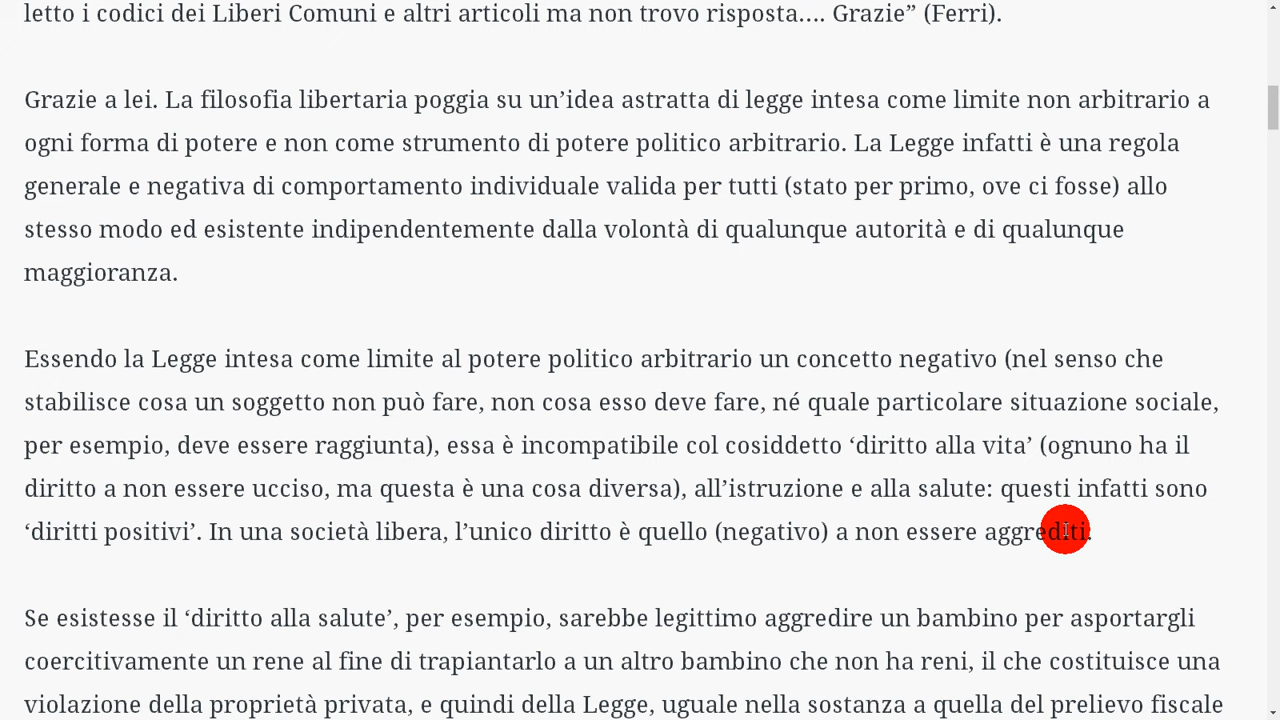 letto i codici dei Liberi Comuni e altri articoli ma non trovo risposta…. Grazie” (Ferri).
Grazie a lei. La filosofia libertaria poggia su un’idea astratta di legge intesa come limite non arbitrario a
ogni forma di potere e non come strumento di potere politico arbitrario. La Legge infatti è una regola
generale e negativa di comportamento individuale valida per tutti (stato per primo, ove ci fosse) allo
stesso modo ed esistente indipendentemente dalla volontà di qualunque autorità e di qualunque
maggioranza.
Essendo la Legge intesa come limite al potere politico arbitrario un concetto negativo (nel senso che
stabilisce cosa un soggetto non può fare, non cosa esso deve fare, né quale particolare situazione sociale,
per esempio, deve essere raggiunta), essa è incompatibile col cosiddetto ‘diritto alla vita’ (ognuno ha il
diritto a non essere ucciso, ma questa è una cosa diversa), all’istruzione e alla salute: questi infatti sono
‘diritti positivi’. In una società libera, l’unico diritto è quello (negativo) a non essere aggrediti.
Se esistesse il ‘diritto alla salute’, per esempio, sarebbe legittimo aggredire un bambino per asportargli
coercitivamente un rene al fine di trapiantarlo a un altro bambino che non ha reni, il che costituisce una
violazione della proprietà privata, e quindi della Legge, uguale nella sostanza a quella del prelievo fiscale